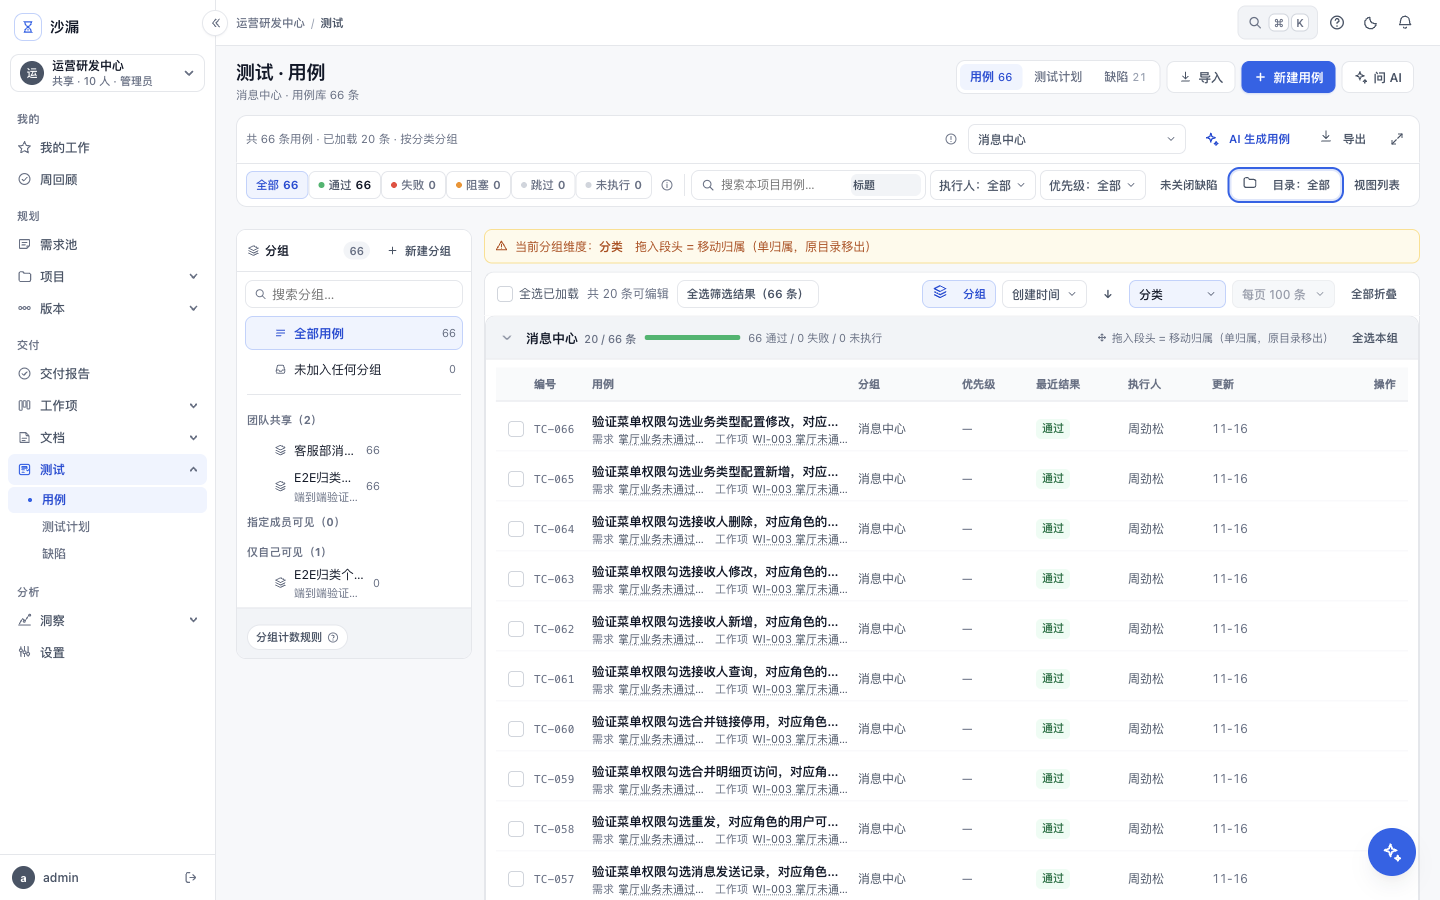 沙漏
运
运营研发中心
共享 · 10 人 · 管理员
我的
我的工作
周回顾
规划
需求池
项目
版本
交付
交付报告
工作项
文档
测试
用例
测试计划
缺陷
分析
洞察
设置
a admin
运营研发中心 / 测试
⌘ K
测试 · 用例
消息中心 · 用例库 66 条
用例 66 测试计划 缺陷 21 导入 新建用例 问 AI
共 66 条用例 · 已加载 20 条 · 按分类分组
消息中心 AI 生成用例 导出
全部 66 通过 66 失败 0 阻塞 0 跳过 0 未执行 0
搜索本项目用例... 标题 执行人：全部 优先级：全部 未关闭缺陷 目录：全部 视图列表
分组 66 新建分组
搜索分组...
全部用例 66
未加入任何分组 0
团队共享（2）
客服部消... 66
E2E归类... 66
端到端验证...
指定成员可见（0）
仅自己可见（1）
E2E归类个... 0
端到端验证...
分组计数规则
当前分组维度：分类 拖入段头 = 移动归属（单归属，原目录移出）
全选已加载 共 20 条可编辑 全选筛选结果（66 条） 分组 创建时间 分类 每页 100 条 全部折叠
消息中心 20 / 66 条 66 通过 / 0 失败 / 0 未执行 拖入段头 = 移动归属（单归属，原目录移出） 全选本组
编号 用例 分组 优先级 最近结果 执行人 更新 操作
TC-066 验证菜单权限勾选业务类型配置修改，对应... 消息中心 — 通过 周劲松 11-16
需求 掌厅业务未通过... 工作项 WI-003 掌厅未通...
TC-065 验证菜单权限勾选业务类型配置新增，对应... 消息中心 — 通过 周劲松 11-16
需求 掌厅业务未通过... 工作项 WI-003 掌厅未通...
TC-064 验证菜单权限勾选接收人删除，对应角色的... 消息中心 — 通过 周劲松 11-16
需求 掌厅业务未通过... 工作项 WI-003 掌厅未通...
TC-063 验证菜单权限勾选接收人修改，对应角色的... 消息中心 — 通过 周劲松 11-16
需求 掌厅业务未通过... 工作项 WI-003 掌厅未通...
TC-062 验证菜单权限勾选接收人新增，对应角色的... 消息中心 — 通过 周劲松 11-16
需求 掌厅业务未通过... 工作项 WI-003 掌厅未通...
TC-061 验证菜单权限勾选接收人查询，对应角色的... 消息中心 — 通过 周劲松 11-16
需求 掌厅业务未通过... 工作项 WI-003 掌厅未通...
TC-060 验证菜单权限勾选合并链接停用，对应角色... 消息中心 — 通过 周劲松 11-16
需求 掌厅业务未通过... 工作项 WI-003 掌厅未通...
TC-059 验证菜单权限勾选合并明细页访问，对应角... 消息中心 — 通过 周劲松 11-16
需求 掌厅业务未通过... 工作项 WI-003 掌厅未通...
TC-058 验证菜单权限勾选重发，对应角色的用户可... 消息中心 — 通过 周劲松 11-16
需求 掌厅业务未通过... 工作项 WI-003 掌厅未通...
TC-057 验证菜单权限勾选消息发送记录，对应角色... 消息中心 — 通过 周劲松 11-16
需求 掌厅业务未通过... 工作项 WI-003 掌厅未通...